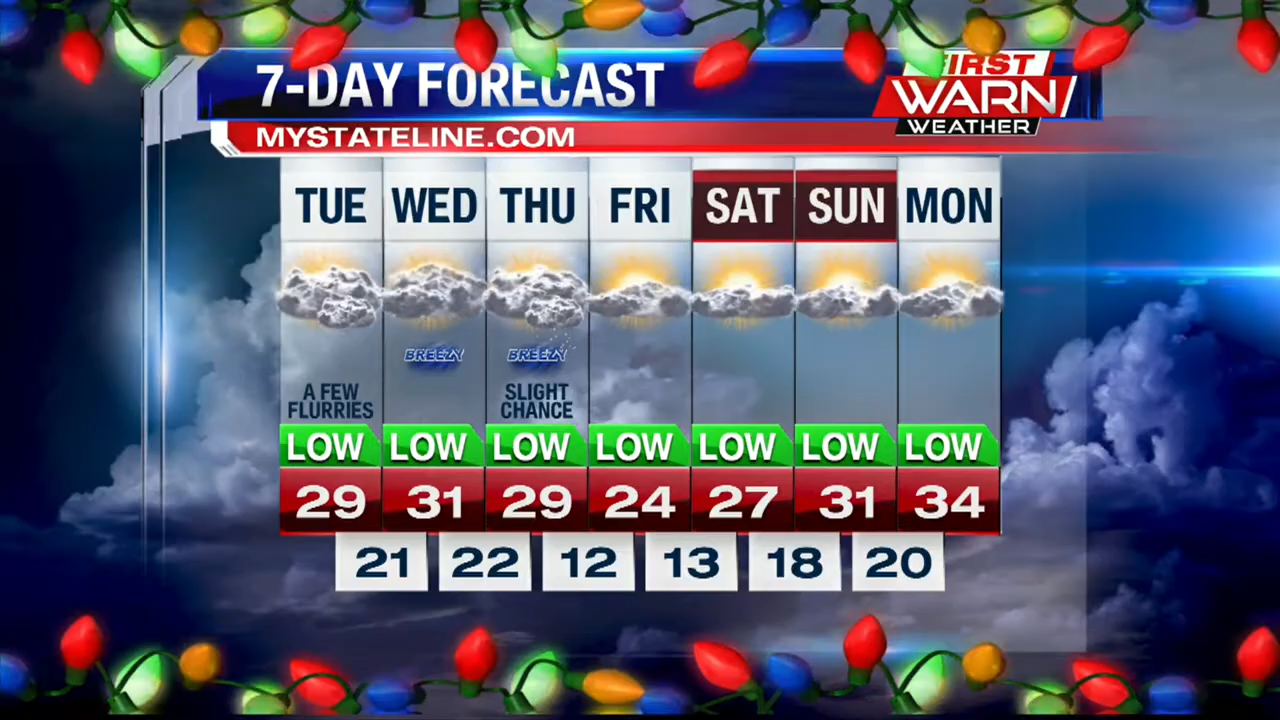 7-DAY FORECAST
FIRST
WARN
WEATHER
MYSTATELINE.COM
TUE WED THU FRI SAT SUN MON
BREEZY BREEZY
A FEW FLURRIES SLIGHT CHANCE
LOW LOW LOW LOW LOW LOW LOW
29 31 29 24 27 31 34
21 22 12 13 18 20